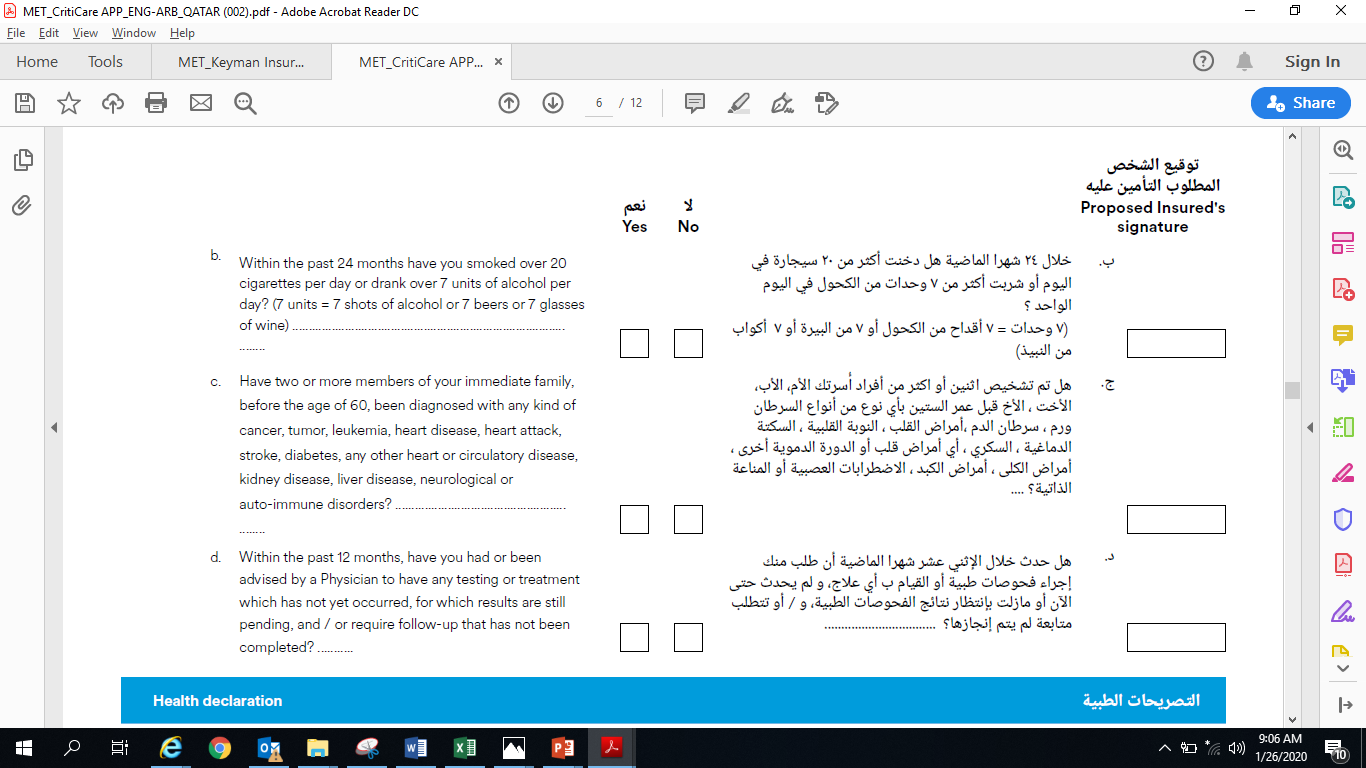 MET_CritiCare APP_ENG-ARB_QATAR (002).pdf - Adobe Acrobat Reader DC
File Edit View Window Help
Home Tools MET_Keyman Insur... MET_CritiCare APP... × Sign In
6 / 12 Share
توقيع الشخص
المطلوب التأمين عليه
Proposed Insured's
signature
نعم لا
Yes No
b. Within the past 24 months have you smoked over 20
cigarettes per day or drank over 7 units of alcohol per
day? (7 units = 7 shots of alcohol or 7 beers or 7 glasses
of wine) ...................................................................................
........
ب. خلال ٢٤ شهرا الماضية هل دخنت أكثر من ٢٠ سيجارة في
اليوم أو شربت أكثر من ٧ وحدات من الكحول في اليوم
الواحد ؟
(٧ وحدات = ٧ أقداح من الكحول أو ٧ من البيرة أو ٧ أكواب
من النبيذ)
c. Have two or more members of your immediate family,
before the age of 60, been diagnosed with any kind of
cancer, tumor, leukemia, heart disease, heart attack,
stroke, diabetes, any other heart or circulatory disease,
kidney disease, liver disease, neurological or
auto-immune disorders? ....................................................
........
ج. هل تم تشخيص اثنين أو اكثر من أفراد أسرتك الأم، الأب،
الأخت ، الأخ قبل عمر الستين بأي نوع من أنواع السرطان
ورم ، سرطان الدم ،أمراض القلب ، النوبة القلبية ، السكتة
الدماغية ، السكري ، أي أمراض قلب أو الدورة الدموية أخرى ،
أمراض الكلى ، أمراض الكبد ، الاضطرابات العصبية أو المناعة
الذاتية؟ ....
d. Within the past 12 months, have you had or been
advised by a Physician to have any testing or treatment
which has not yet occurred, for which results are still
pending, and / or require follow-up that has not been
completed? ...........
د. هل حدث خلال الإثني عشر شهرا الماضية أن طلب منك
إجراء فحوصات طبية أو القيام ب أي علاج، و لم يحدث حتى
الآن أو مازلت بإنتظار نتائج الفحوصات الطبية، و / أو تتطلب
متابعة لم يتم إنجازها؟ .................................
Health declaration التصريحات الطبية
9:06 AM
1/26/2020
10